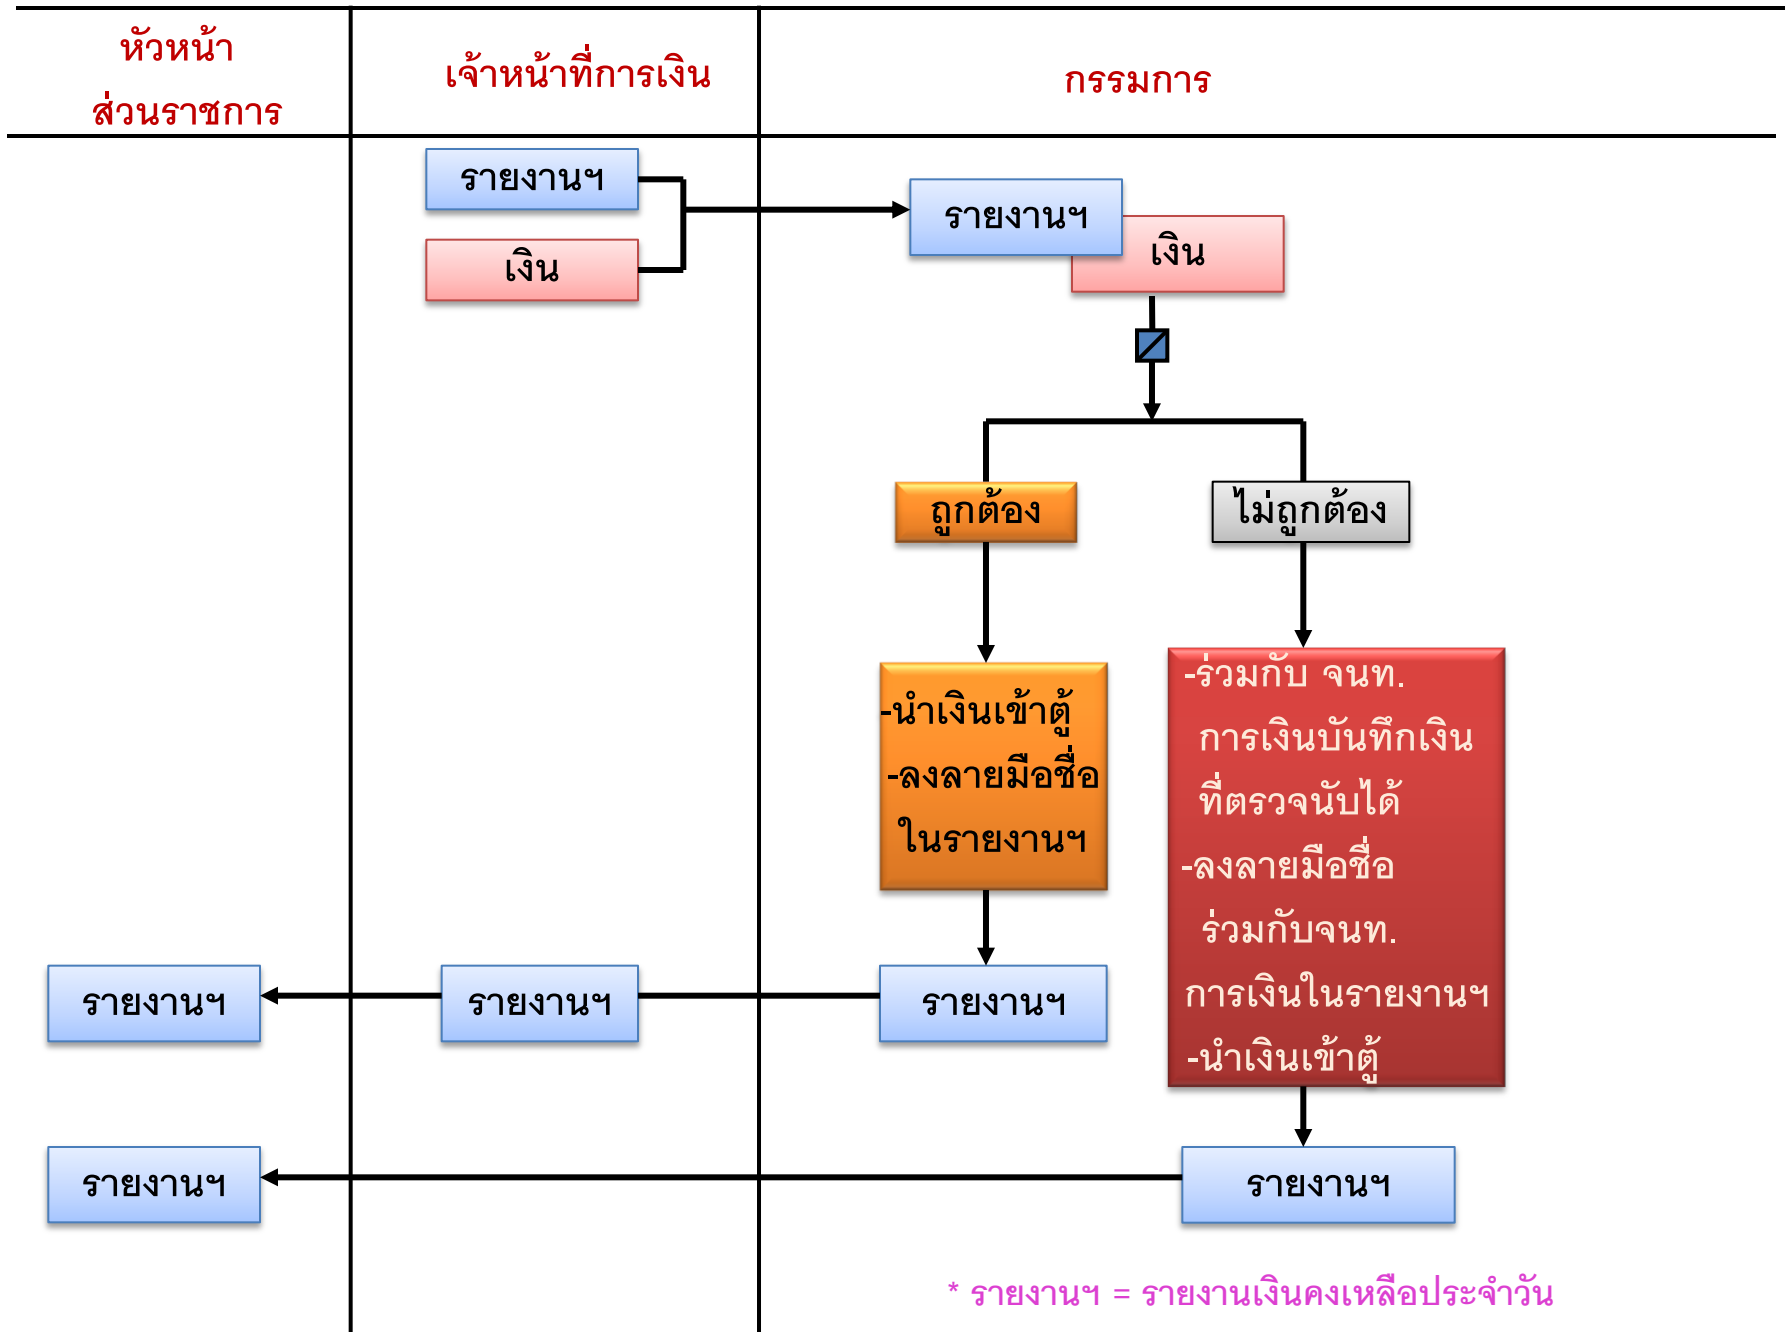 หัวหน้า
ส่วนราชการ
เจ้าหน้าที่การเงิน
กรรมการ
รายงานฯ
เงิน
รายงานฯ
เงิน
ถูกต้อง
ไม่ถูกต้อง
-นำเงินเข้าตู้
-ลงลายมือชื่อ
ในรายงานฯ
-ร่วมกับ จนท.
การเงินบันทึกเงิน
ที่ตรวจนับได้
-ลงลายมือชื่อ
ร่วมกับจนท.
การเงินในรายงานฯ
-นำเงินเข้าตู้
รายงานฯ
รายงานฯ
รายงานฯ
รายงานฯ
รายงานฯ
* รายงานฯ = รายงานเงินคงเหลือประจำวัน